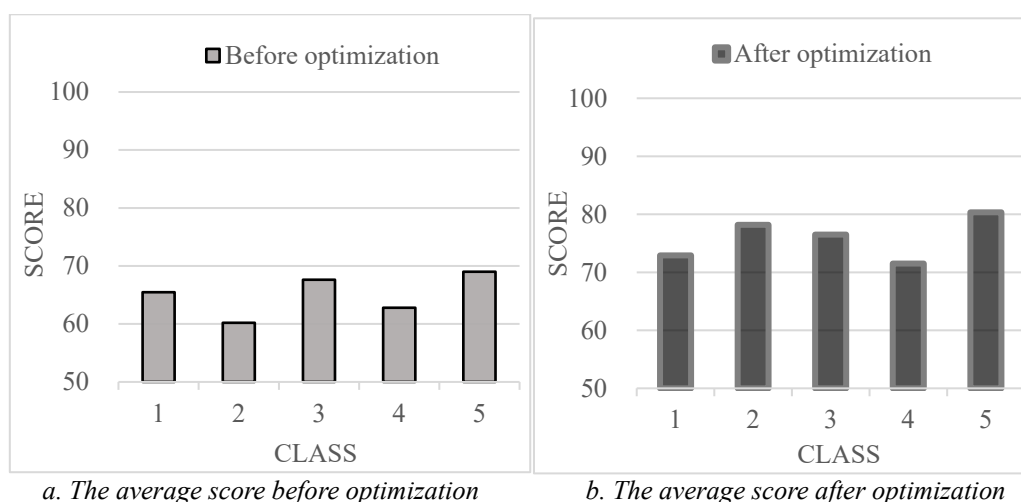 Before optimization
100
90
80
70
60
50
SCORE
1 2 3 4 5
CLASS
a. The average score before optimization
After optimization
100
90
80
70
60
50
SCORE
1 2 3 4 5
CLASS
b. The average score after optimization